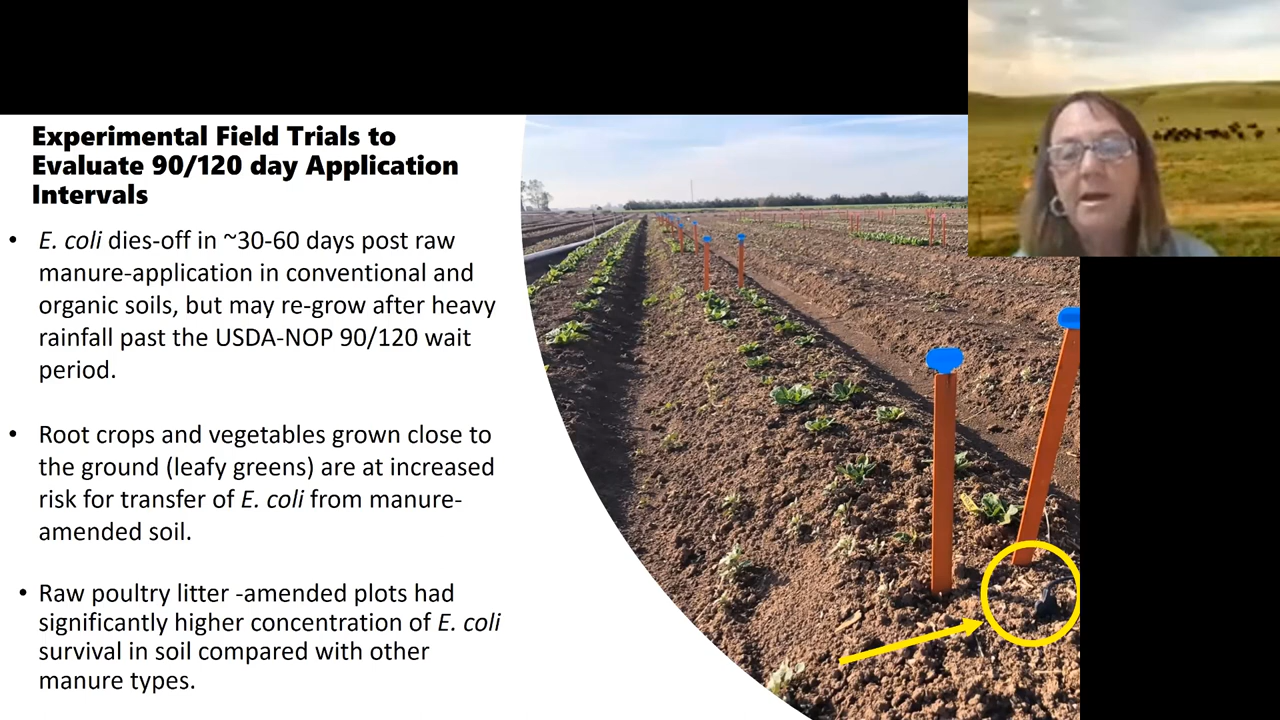 Experimental Field Trials to
Evaluate 90/120 day Application
Intervals
• E. coli dies-off in ~30-60 days post raw
manure-application in conventional and
organic soils, but may re-grow after heavy
rainfall past the USDA-NOP 90/120 wait
period.
• Root crops and vegetables grown close to
the ground (leafy greens) are at increased
risk for transfer of E. coli from manure-
amended soil.
• Raw poultry litter -amended plots had
significantly higher concentration of E. coli
survival in soil compared with other
manure types.